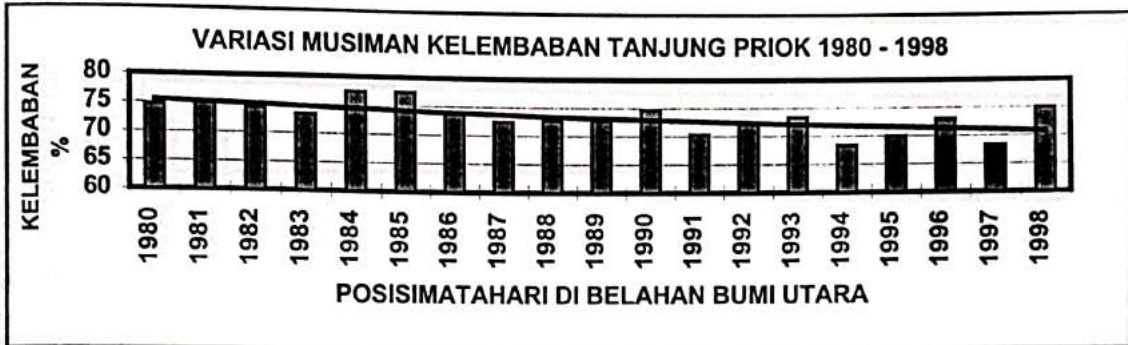 VARIASI MUSIMAN KELEMBABAN TANJUNG PRIOK 1980 - 1998
KELEMBABAN
%
80
75
70
65
60
1980 1981 1982 1983 1984 1985 1986 1987 1988 1989 1990 1991 1992 1993 1994 1995 1996 1997 1998
POSISIMATAHARI DI BELAHAN BUMI UTARA